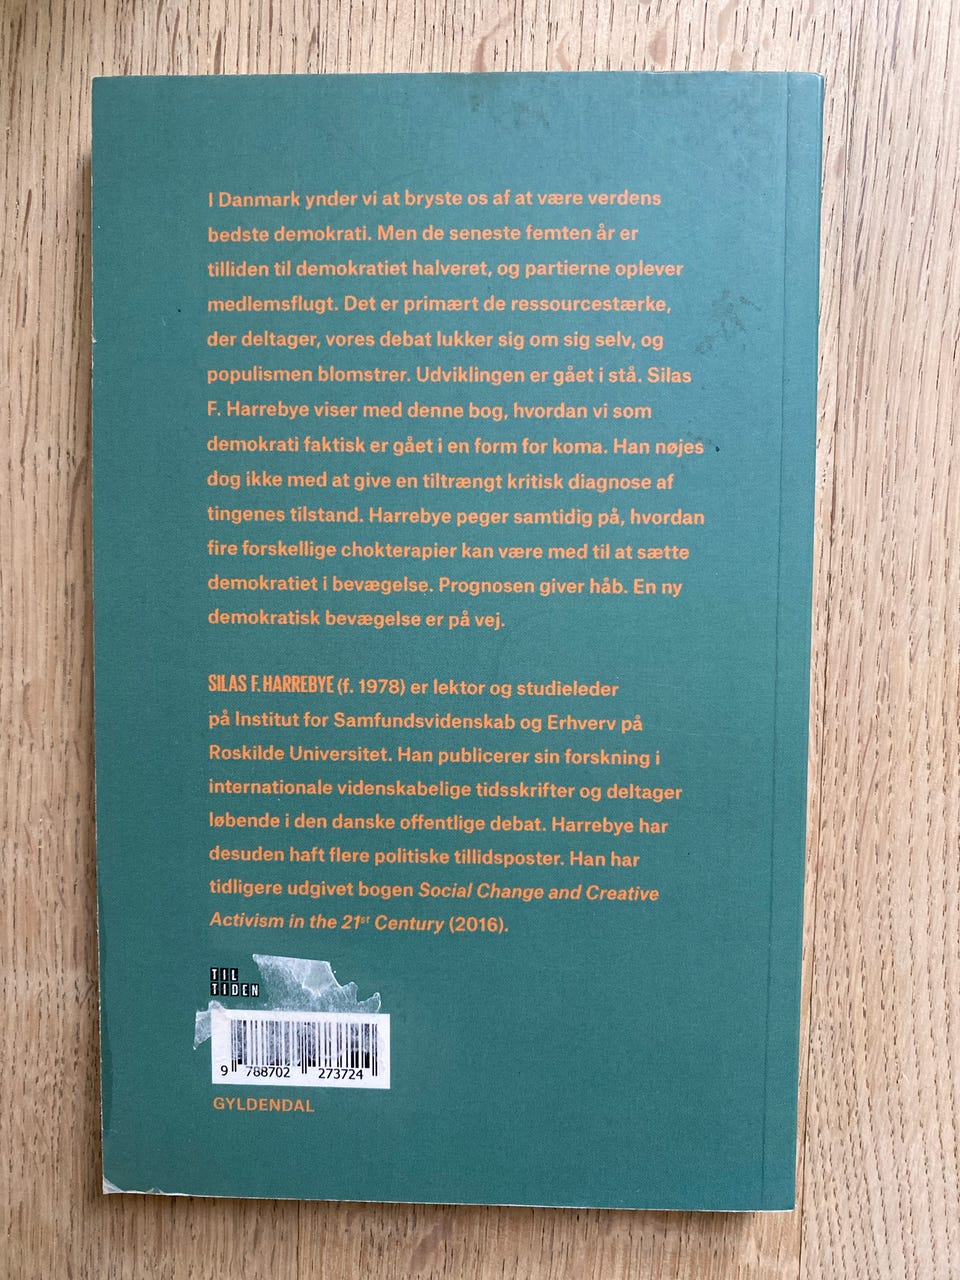 I Danmark ynder vi at bryste os af at være verdens
bedste demokrati. Men de seneste femten år er
tilliden til demokratiet halveret, og partierne oplever
medlemsflugt. Det er primært de ressourcestærke,
der deltager, vores debat lukker sig om sig selv, og
populismen blomstrer. Udviklingen er gået i stå. Silas
F. Harrebye viser med denne bog, hvordan vi som
demokrati faktisk er gået i en form for koma. Han nøjes
dog ikke med at give en tiltrængt kritisk diagnose af
tingenes tilstand. Harrebye peger samtidig på, hvordan
fire forskellige chokterapier kan være med til at sætte
demokratiet i bevægelse. Prognosen giver håb. En ny
demokratisk bevægelse er på vej.
SILAS F. HARREBYE (f. 1978) er lektor og studieleder
på Institut for Samfundsvidenskab og Erhverv på
Roskilde Universitet. Han publicerer sin forskning i
internationale videnskabelige tidsskrifter og deltager
løbende i den danske offentlige debat. Harrebye har
desuden haft flere politiske tillidsposter. Han har
tidligere udgivet bogen Social Change and Creative
Activism in the 21st Century (2016).
TIL
TIDEN
9 788702 273724
GYLDENDAL